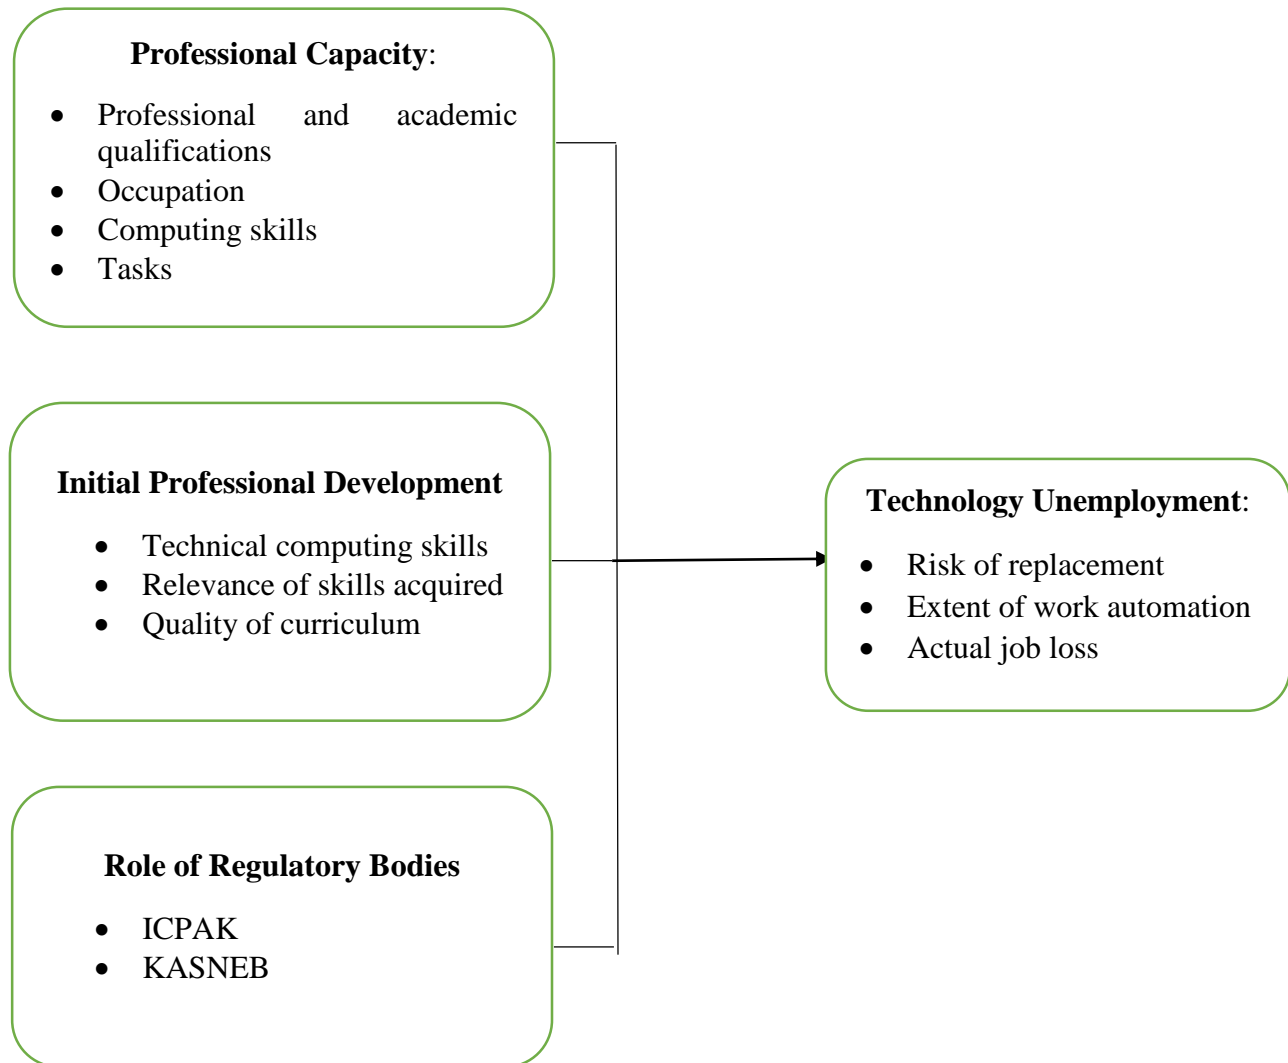 Professional Capacity:
• Professional and academic
qualifications
• Occupation
• Computing skills
• Tasks
Initial Professional Development
• Technical computing skills
• Relevance of skills acquired
• Quality of curriculum
Role of Regulatory Bodies
• ICPAK
• KASNEB
Technology Unemployment:
• Risk of replacement
• Extent of work automation
• Actual job loss